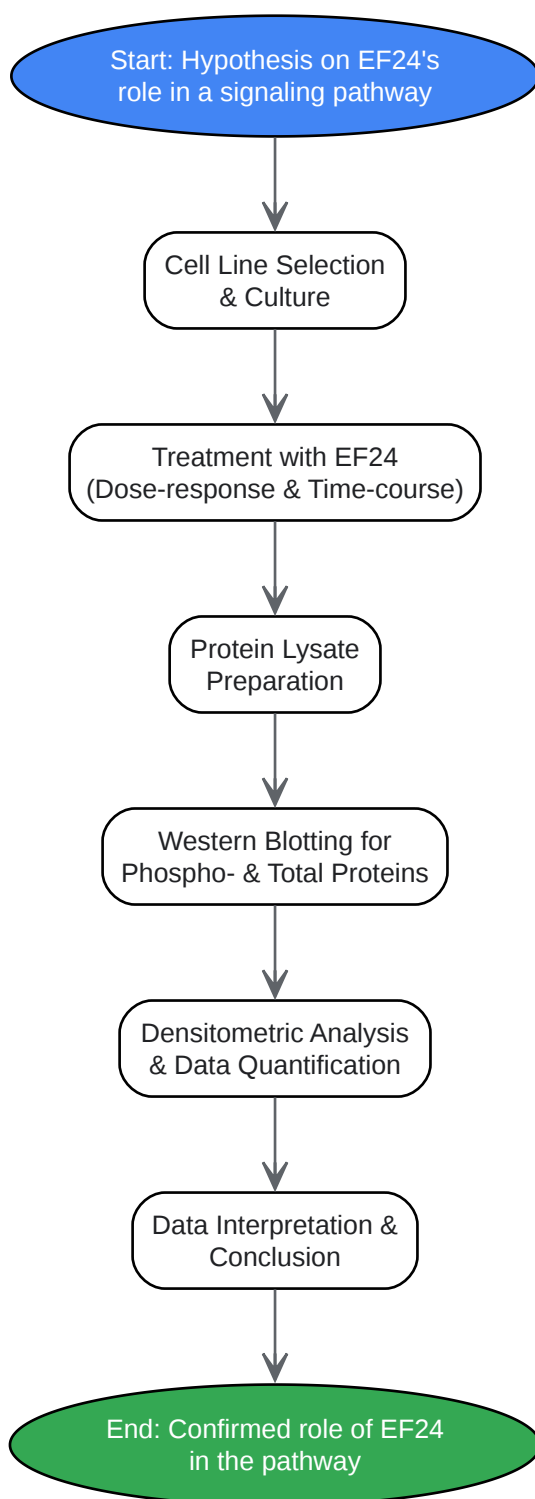 Start: Hypothesis on EF24's
role in a signaling pathway
Cell Line Selection
& Culture
Treatment with EF24
(Dose-response & Time-course)
Protein Lysate
Preparation
Western Blotting for
Phospho- & Total Proteins
Densitometric Analysis
& Data Quantification
Data Interpretation &
Conclusion
End: Confirmed role of EF24
in the pathway